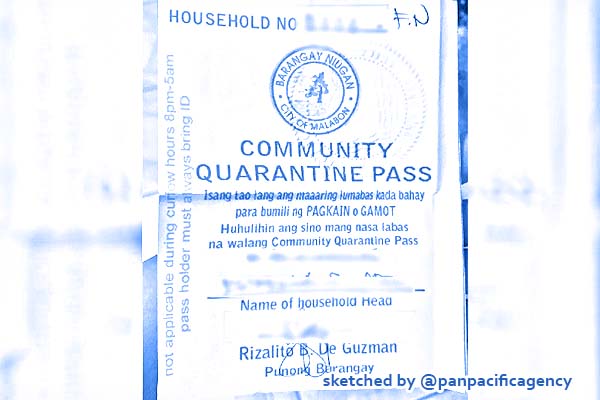 HOUSEHOLD NO
F.N
BARANGAY NIUGAN
CITY OF MALABON
COMMUNITY
QUARANTINE PASS
Isang tao lang ang maaaring lumabas kada bahay
para bumili ng PAGKAIN o GAMOT
Huhulihin ang sino mang nasa labas
na walang Community Quarantine Pass
Name of household Head
Rizalito B. De Guzman
Punong Barangay
not applicable during curfew hours 8pm-5am
pass holder must always bring ID
sketched by @panpacificagency